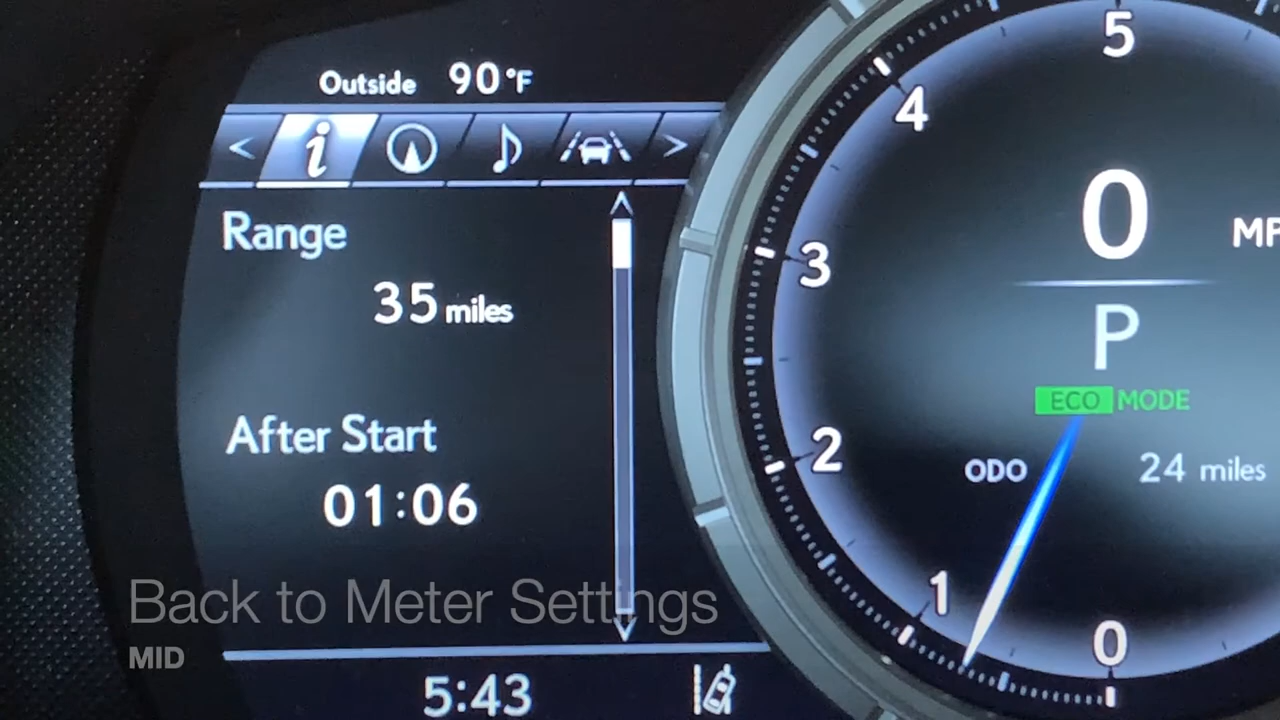 Outside 90°F
< i >
Range
35 miles
After Start
01:06
5:43
5
4
3
2
1
0
0
MP
P
ECO MODE
ODO 24 miles
Back to Meter Settings
MID